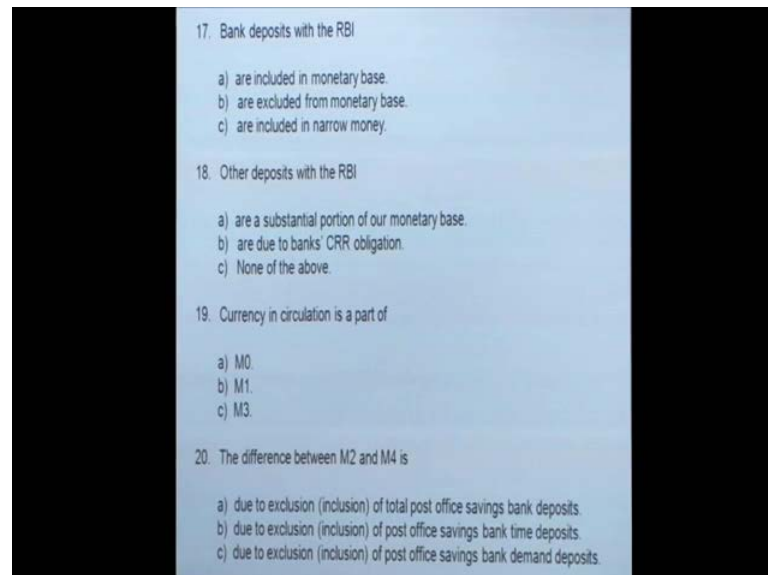 17. Bank deposits with the RBI
a) are included in monetary base.
b) are excluded from monetary base.
c) are included in narrow money.
18. Other deposits with the RBI
a) are a substantial portion of our monetary base.
b) are due to banks' CRR obligation.
c) None of the above.
19. Currency in circulation is a part of
a) M0.
b) M1.
c) M3.
20. The difference between M2 and M4 is
a) due to exclusion (inclusion) of total post office savings bank deposits.
b) due to exclusion (inclusion) of post office savings bank time deposits.
c) due to exclusion (inclusion) of post office savings bank demand deposits.